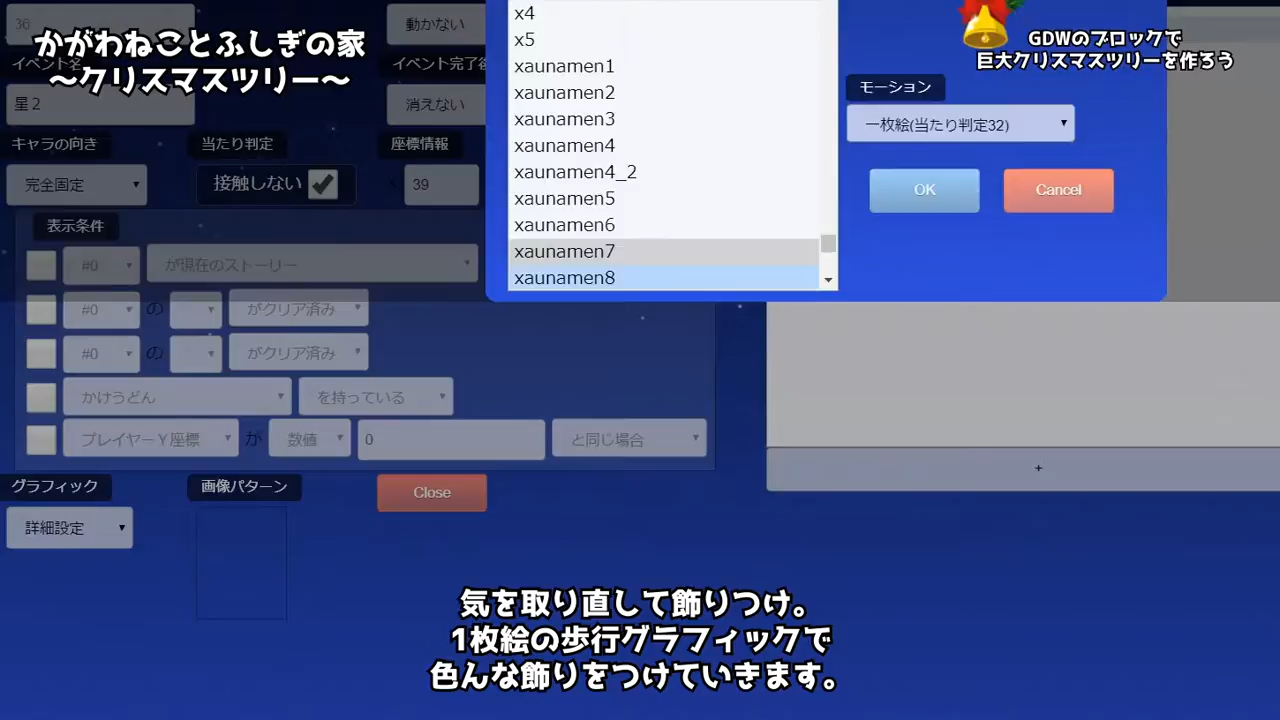 36
かがわねことふしぎの家
〜クリスマスツリー〜
動かない
イベント名
イベント完了後
星２
消えない
キャラの向き
当たり判定
座標情報
完全固定
接触しない
39
表示条件
#0
が現在のストーリー
#0
の
がクリア済み
#0
の
がクリア済み
かけうどん
を持っている
プレイヤーＹ座標
が
数値
0
と同じ場合
グラフィック
画像パターン
Close
詳細設定
x4
x5
xaunamen1
xaunamen2
xaunamen3
xaunamen4
xaunamen4_2
xaunamen5
xaunamen6
xaunamen7
xaunamen8
GDWのブロックで
巨大クリスマスツリーを作ろう
モーション
一枚絵(当たり判定32)
OK
Cancel
+
気を取り直して飾りつけ。
1枚絵の歩行グラフィックで
色んな飾りをつけていきます。